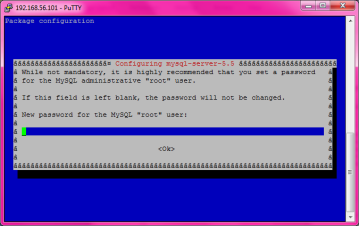 192.168.56.101 - PuTTY
Package configuration
Configuring mysql-server-5.5
While not mandatory, it is highly recommended that you set a password
for the MySQL administrative "root" user.
If this field is left blank, the password will not be changed.
New password for the MySQL "root" user:
<Ok>